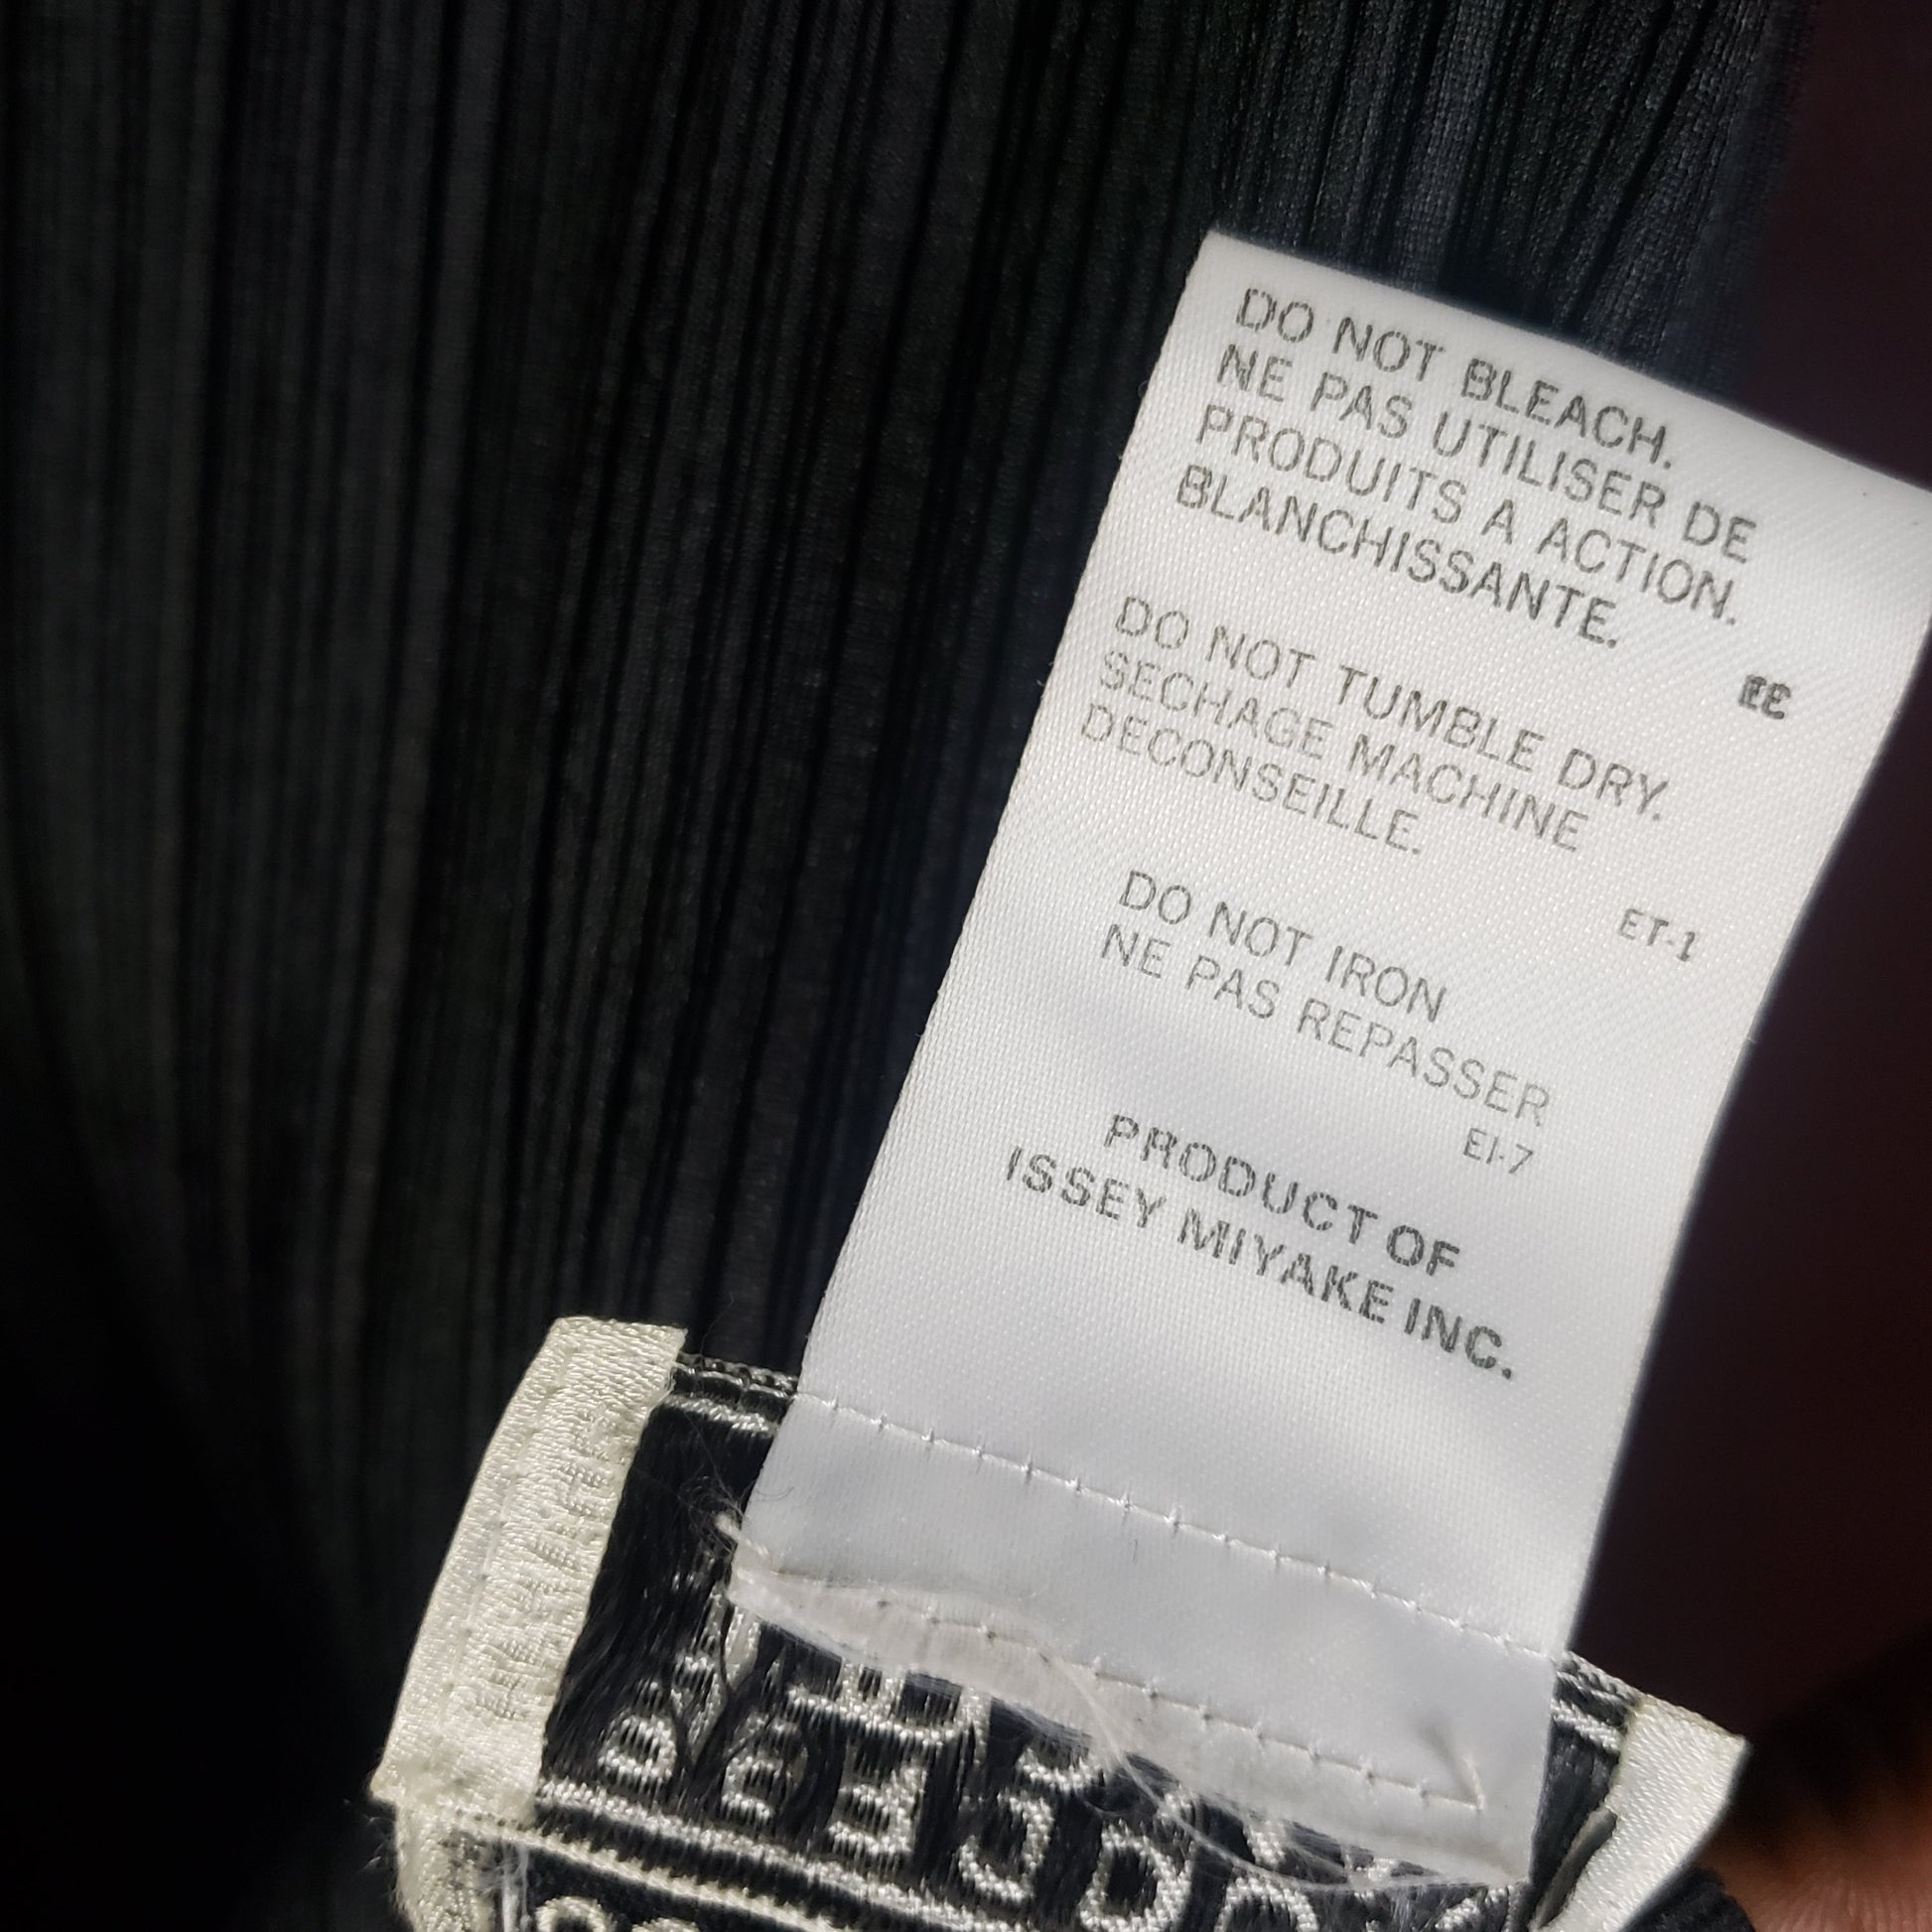 DO NOT BLEACH.
NE PAS UTILISER DE
PRODUITS A ACTION.
BLANCHISSANTE.
DO NOT TUMBLE DRY.
SECHAGE MACHINE
DECONSEILLE.
ET-1
DO NOT IRON
NE PAS REPASSER
EI-7
PRODUCT OF
ISSEY MIYAKE INC.